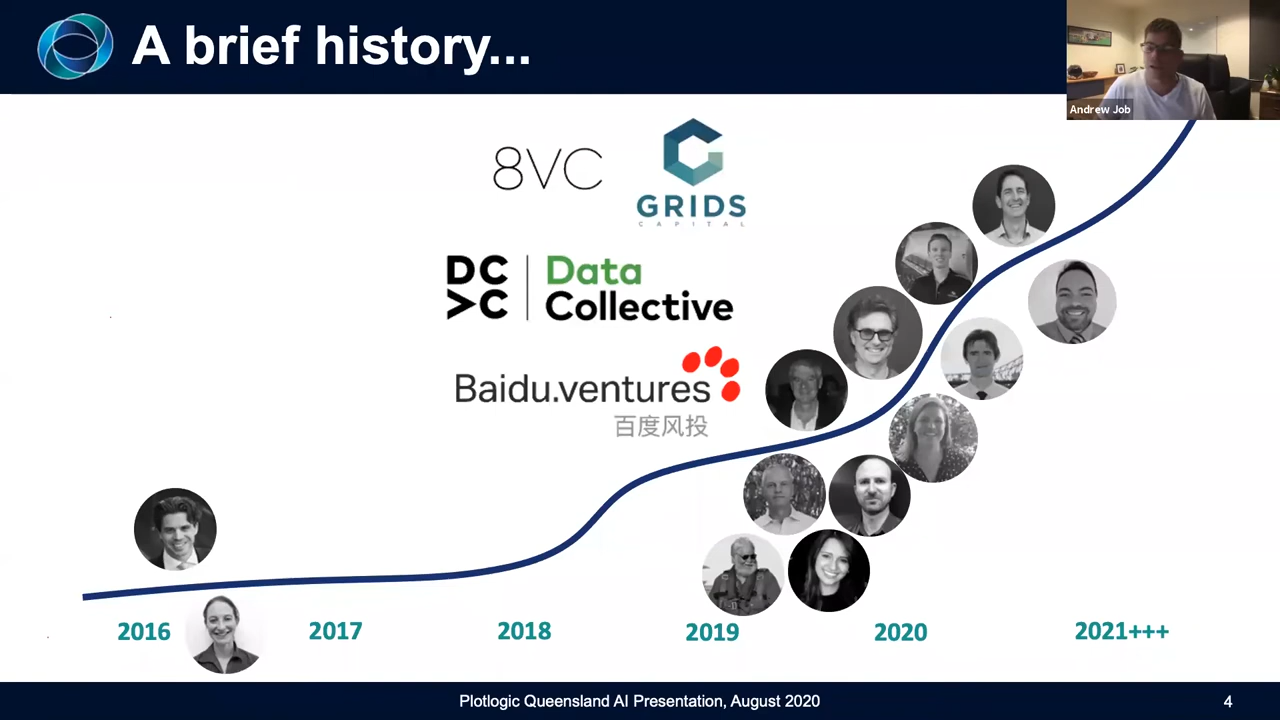 A brief history...
Andrew Job
8VC
GRIDS
CAPITAL
DC
>C
Data
Collective
Baidu.ventures
百度风投
2016
2017
2018
2019
2020
2021+++
Plotlogic Queensland AI Presentation, August 2020
4